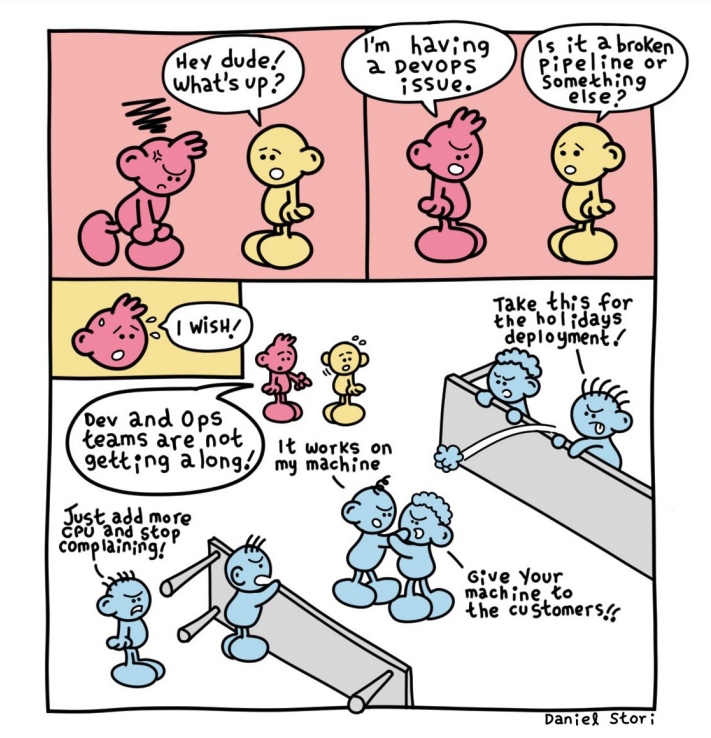 Hey dude!
What's up?
I'm having
a DEVOPS
issue.
Is it a broken
pipeline or
something
else?
I WISH!
Dev and Ops
teams are not
getting along!
Take this for
the holidays
deployment!
It works on
my machine
Give your
machine to
the customers!!
Just add more
CPU and stop
complaining!
Daniel Stori